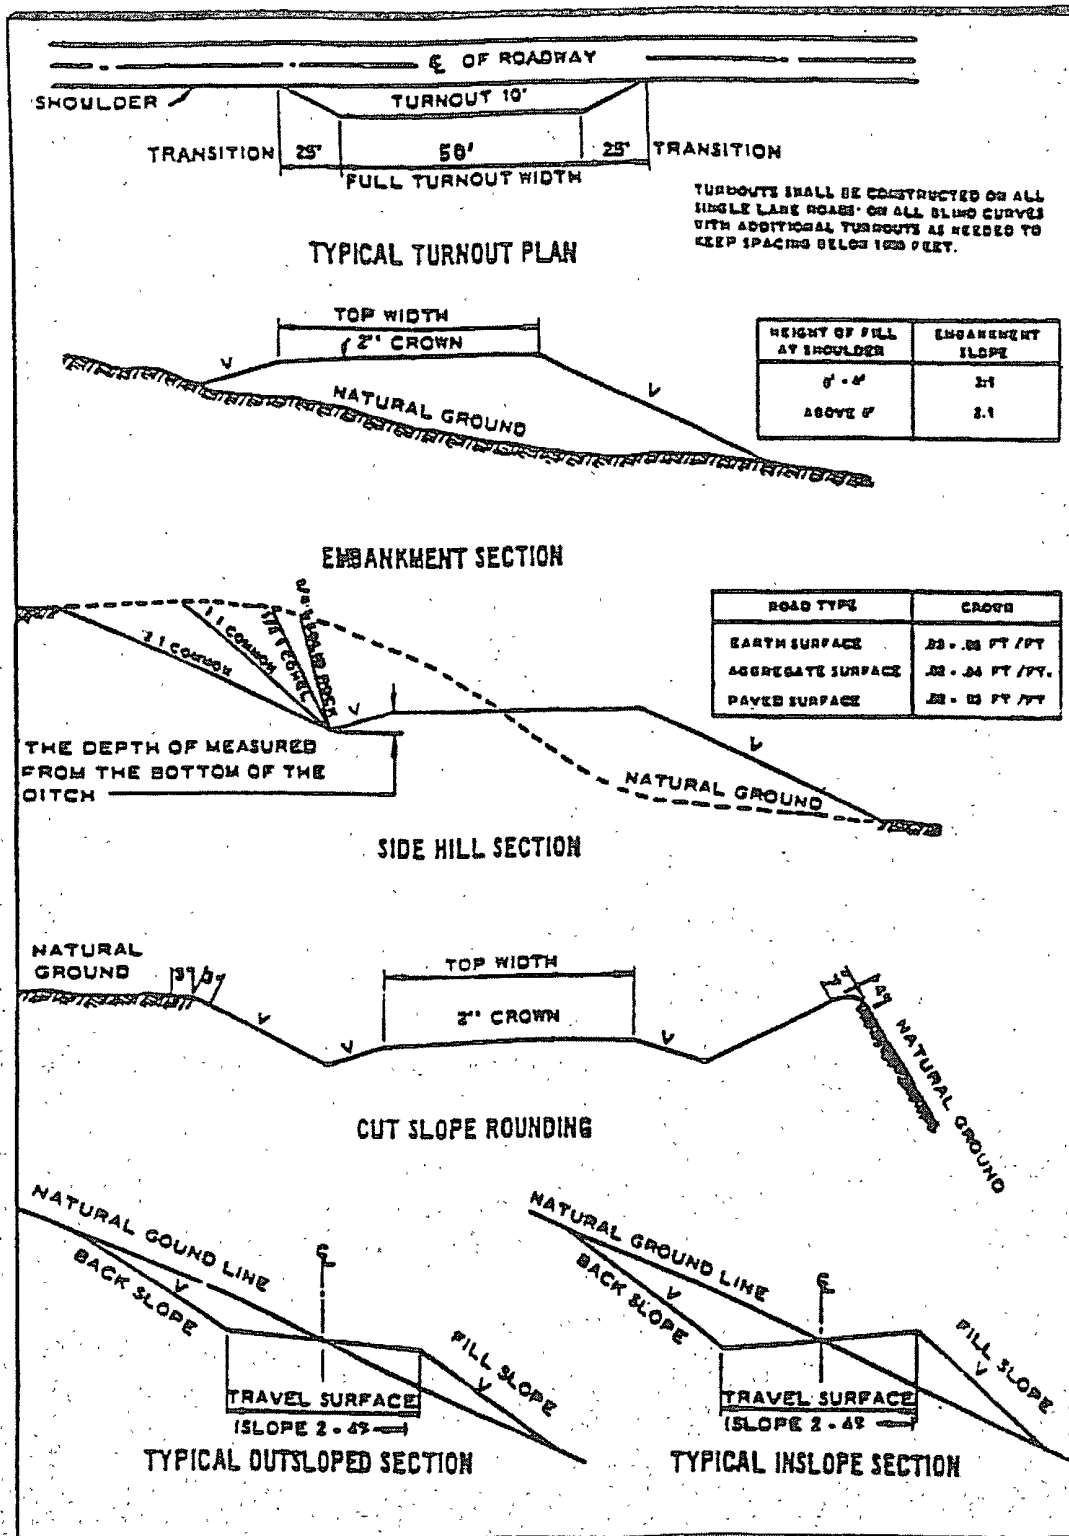 ℄ OF ROADWAY
SHOULDER
TURNOUT 10'
TRANSITION 25' 50' 25' TRANSITION
FULL TURNOUT WIDTH
TURNOUTS SHALL BE CONSTRUCTED ON ALL
SINGLE LANE ROADS ON ALL BLIND CURVES
WITH ADDITIONAL TURNOUTS AS NEEDED TO
KEEP SPACING BELOW 1000 FEET.
TYPICAL TURNOUT PLAN
TOP WIDTH
2" CROWN
NATURAL GROUND
HEIGHT OF FILL EMBANKMENT
AT SHOULDER SLOPE
ABOVE
EMBANKMENT SECTION
2:1 COMMON
1:1 COMMON
ROAD TYPE CROWN
EARTH SURFACE FT /FT
AGGREGATE SURFACE .02 - .04 FT /FT.
PAVED SURFACE FT /FT
THE DEPTH OF MEASURED
FROM THE BOTTOM OF THE
DITCH
NATURAL GROUND
SIDE HILL SECTION
NATURAL
GROUND
TOP WIDTH
2" CROWN
NATURAL GROUND
CUT SLOPE ROUNDING
NATURAL GOUND LINE
BACK SLOPE
℄
FILL SLOPE
TRAVEL SURFACE
(SLOPE 2 - 4%
TYPICAL OUTSLOPED SECTION
NATURAL GROUND LINE
BACK SLOPE
℄
FILL SLOPE
TRAVEL SURFACE
(SLOPE 2 - 4%
TYPICAL INSLOPE SECTION